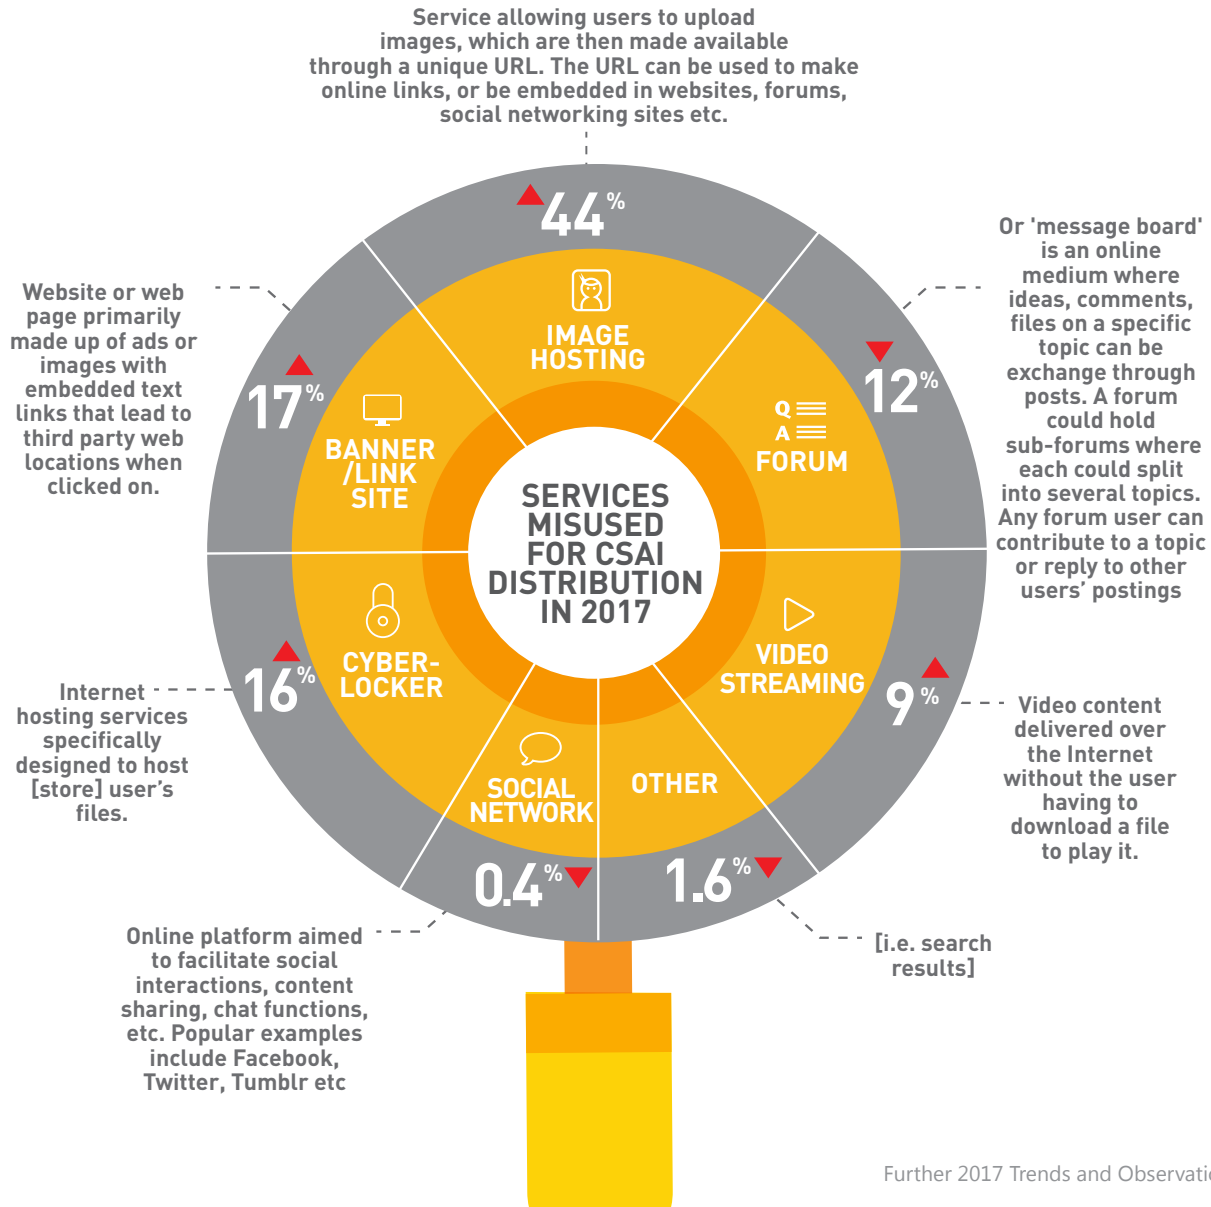 Service allowing users to upload
images, which are then made available
through a unique URL. The URL can be used to make
online links, or be embedded in websites, forums,
social networking sites etc.
44%
IMAGE
HOSTING
Or 'message board'
is an online
medium where
ideas, comments,
files on a specific
topic can be
exchange through
posts. A forum
could hold
sub-forums where
each could split
into several topics.
Any forum user can
contribute to a topic
or reply to other
users’ postings
12%
Q
A
FORUM
Website or web
page primarily
made up of ads or
images with
embedded text
links that lead to
third party web
locations when
clicked on.
17%
BANNER
/LINK
SITE
SERVICES
MISUSED
FOR CSAI
DISTRIBUTION
IN 2017
VIDEO
STREAMING
9%
Video content
delivered over
the Internet
without the user
having to
download a file
to play it.
CYBER-
LOCKER
16%
Internet
hosting services
specifically
designed to host
[store] user’s
files.
SOCIAL
NETWORK
0.4%
Online platform aimed
to facilitate social
interactions, content
sharing, chat functions,
etc. Popular examples
include Facebook,
Twitter, Tumblr etc
OTHER
1.6%
[i.e. search
results]
Further 2017 Trends and